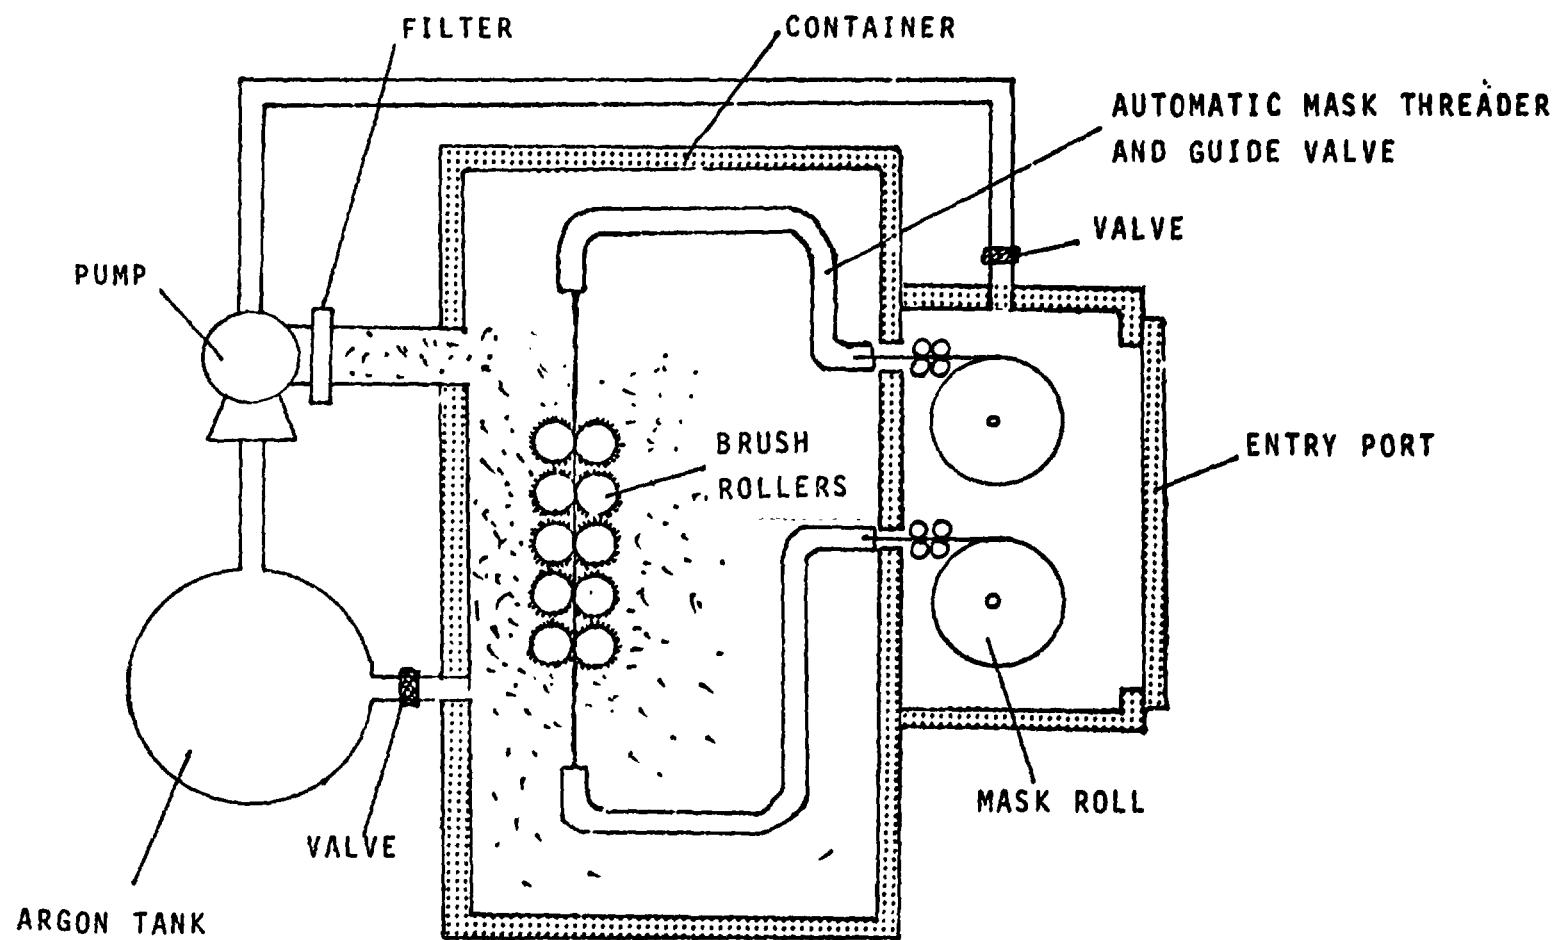 FILTER
CONTAINER
AUTOMATIC MASK THREADER
AND GUIDE VALVE
VALVE
PUMP
BRUSH
ROLLERS
ENTRY PORT
MASK ROLL
VALVE
ARGON TANK